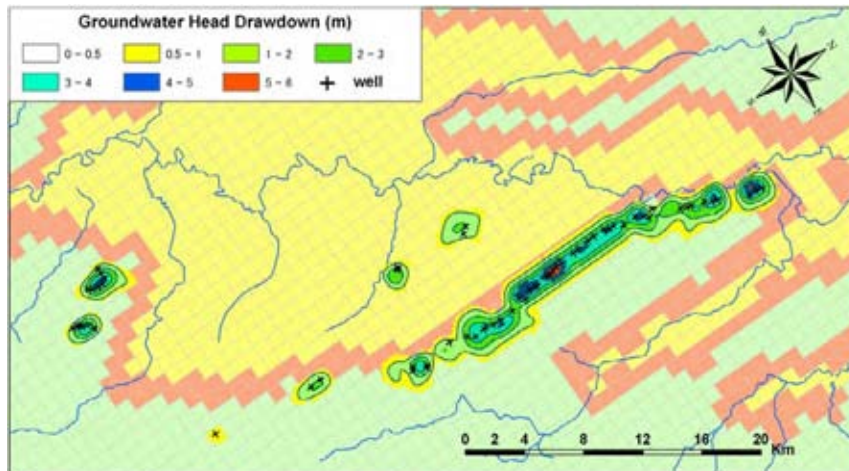 Groundwater Head Drawdown (m)
0 – 0.5 0.5 – 1 1 – 2 2 – 3
3 – 4 4 – 5 5 – 6 well
0 2 4 8 12 16 20
Km